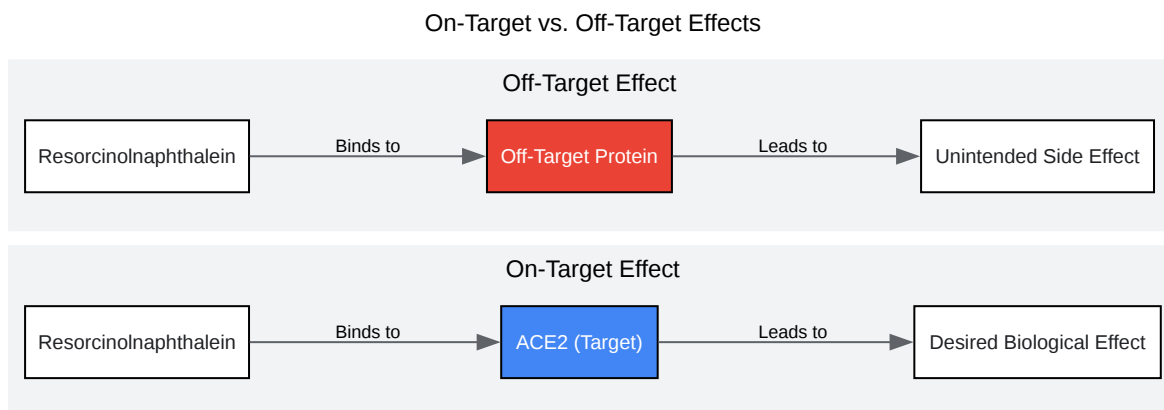 On-Target vs. Off-Target Effects
Off-Target Effect
Resorcinolnaphthalein
Binds to
Off-Target Protein
Leads to
Unintended Side Effect
On-Target Effect
Resorcinolnaphthalein
Binds to
ACE2 (Target)
Leads to
Desired Biological Effect